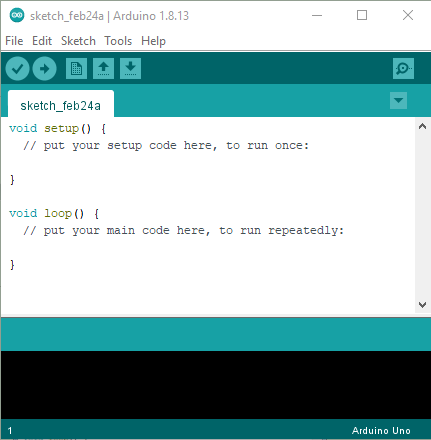 sketch_feb24a | Arduino 1.8.13
File Edit Sketch Tools Help
sketch_feb24a
void setup() {
  // put your setup code here, to run once:
}
void loop() {
  // put your main code here, to run repeatedly:
}
1 Arduino Uno